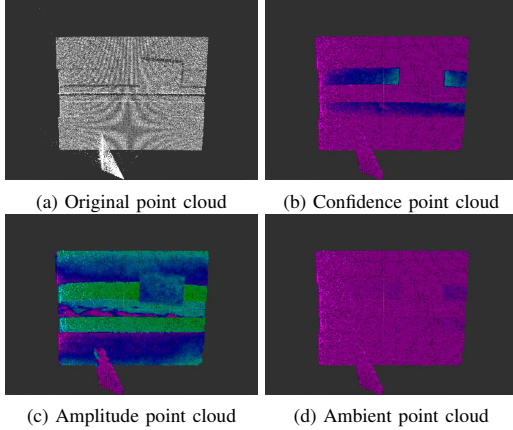 (a) Original point cloud
(b) Confidence point cloud
(c) Amplitude point cloud
(d) Ambient point cloud